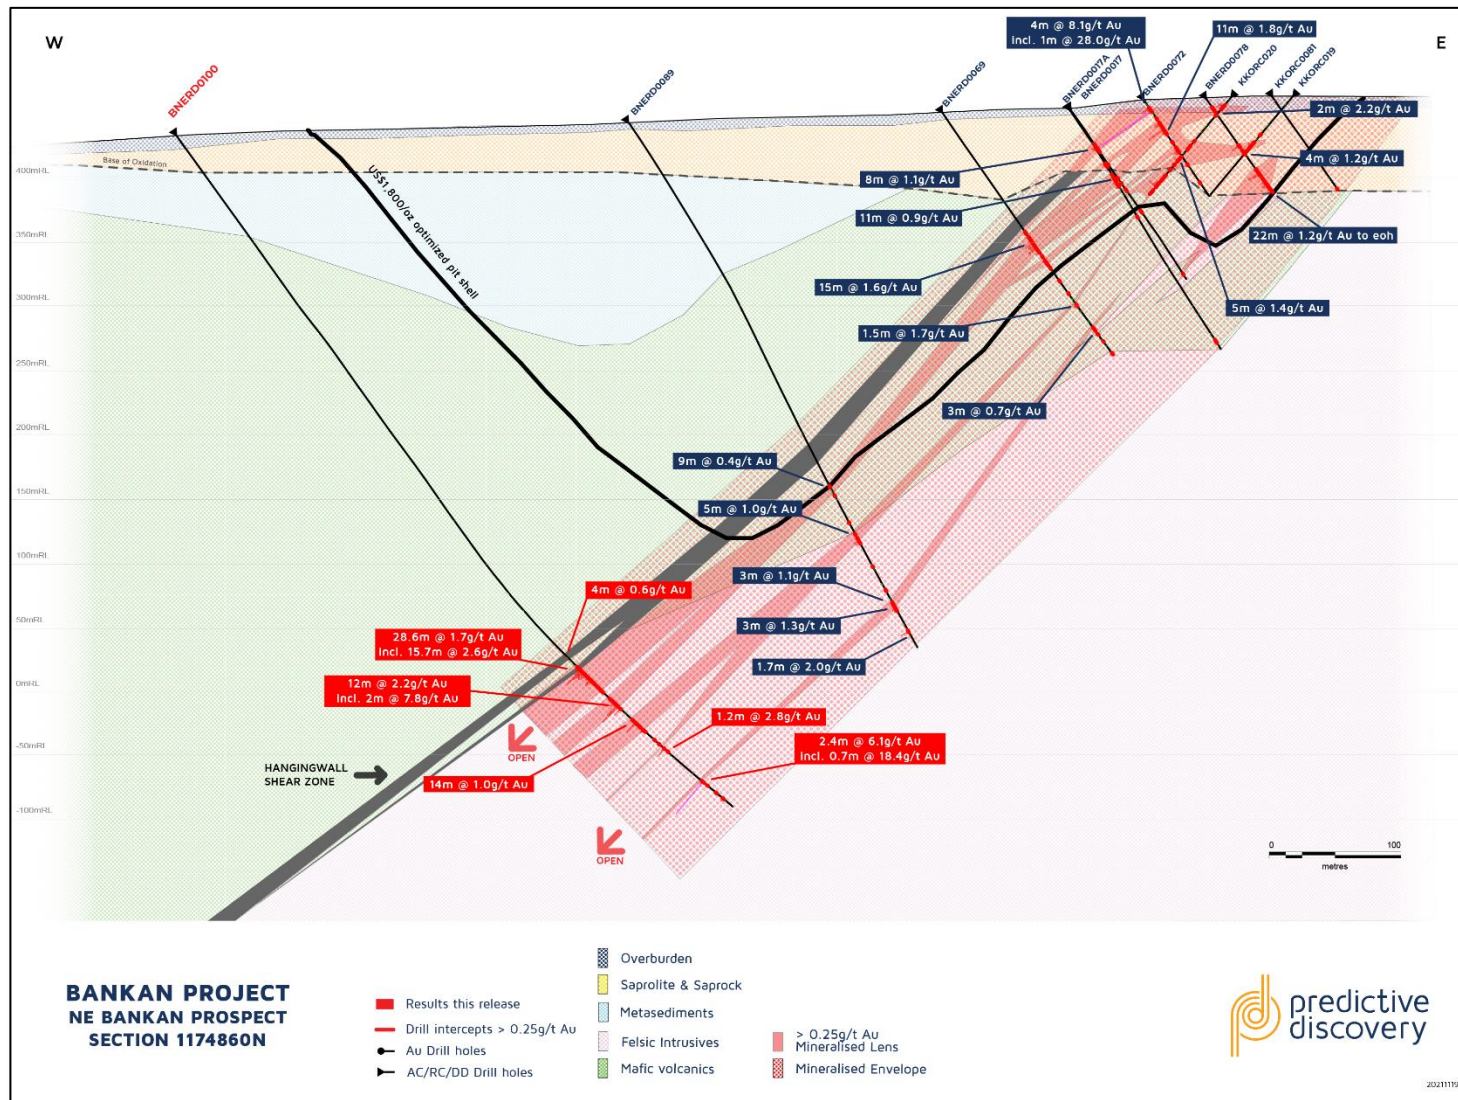 W
E
4m @ 8.1g/t Au
incl. 1m @ 28.0g/t Au
11m @ 1.8g/t Au
BNERD0100
BNERD0089
BNERD0069
BNERD0017A
BNERD0017
BNERD0072
BNERD0078
KKORC020
KKORC0081
KKORC019
2m @ 2.2g/t Au
4m @ 1.2g/t Au
Base of Oxidation
US$1,800/oz optimized pit shell
8m @ 1.1g/t Au
11m @ 0.9g/t Au
22m @ 1.2g/t Au to eoh
15m @ 1.6g/t Au
5m @ 1.4g/t Au
1.5m @ 1.7g/t Au
3m @ 0.7g/t Au
9m @ 0.4g/t Au
5m @ 1.0g/t Au
3m @ 1.1g/t Au
3m @ 1.3g/t Au
1.7m @ 2.0g/t Au
4m @ 0.6g/t Au
28.6m @ 1.7g/t Au
incl. 15.7m @ 2.6g/t Au
12m @ 2.2g/t Au
incl. 2m @ 7.8g/t Au
1.2m @ 2.8g/t Au
2.4m @ 6.1g/t Au
incl. 0.7m @ 18.4g/t Au
14m @ 1.0g/t Au
OPEN
OPEN
HANGINGWALL
SHEAR ZONE
400mRL
350mRL
300mRL
250mRL
200mRL
150mRL
100mRL
50mRL
0mRL
-50mRL
-100mRL
0 100
metres
BANKAN PROJECT
NE BANKAN PROSPECT
SECTION 1174860N
Results this release
Drill intercepts > 0.25g/t Au
Au Drill holes
AC/RC/DD Drill holes
Overburden
Saprolite & Saprock
Metasediments
Felsic Intrusives
Mafic volcanics
> 0.25g/t Au
Mineralised Lens
Mineralised Envelope
predictive
discovery
20211119